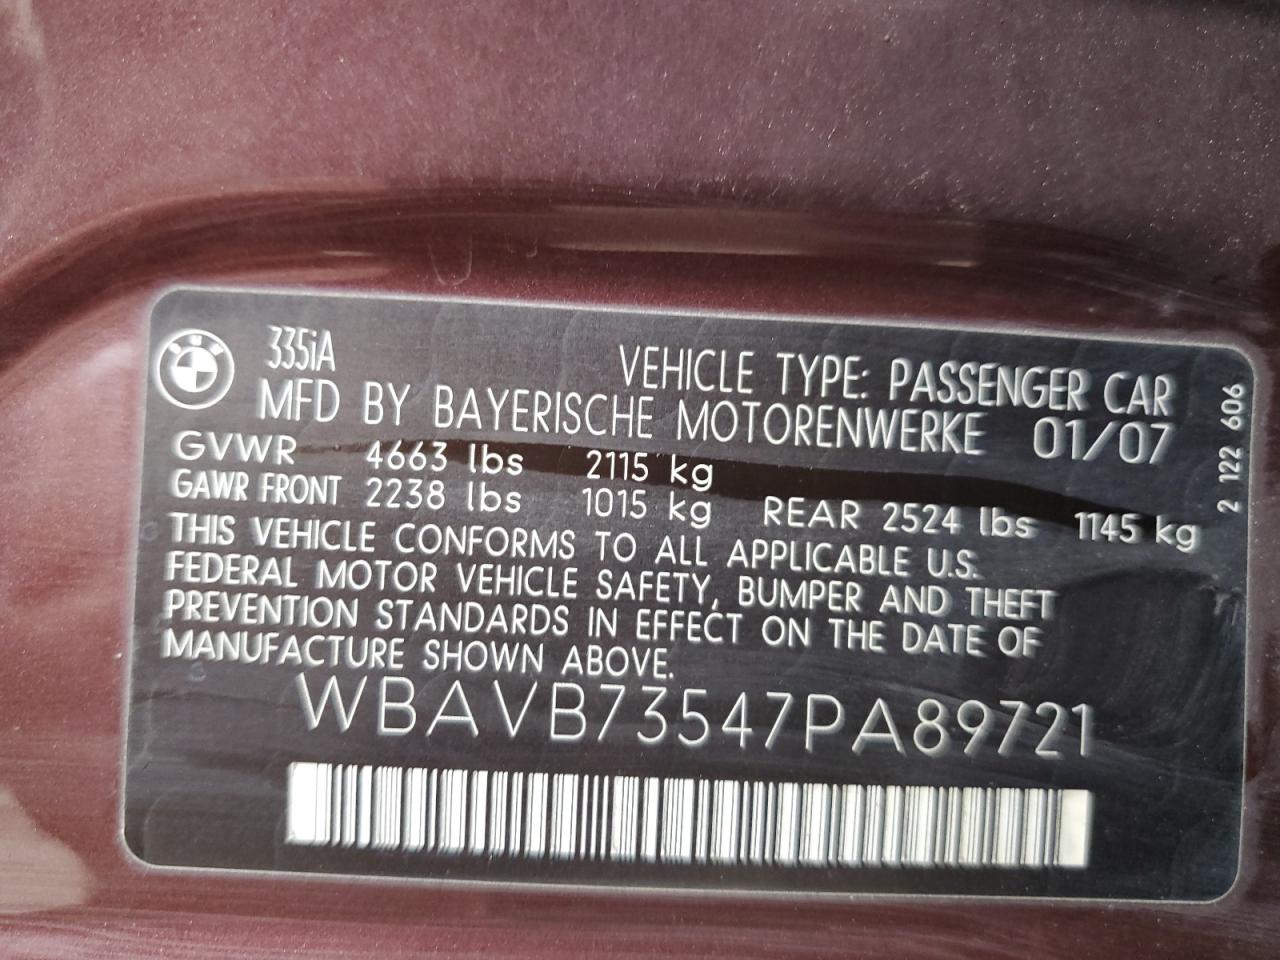 335iA
VEHICLE TYPE: PASSENGER CAR
MFD BY BAYERISCHE MOTORENWERKE 01/07
GVWR 4663 lbs 2115 kg
GAWR FRONT 2238 lbs 1015 kg REAR 2524 lbs 1145 kg
THIS VEHICLE CONFORMS TO ALL APPLICABLE U.S.
FEDERAL MOTOR VEHICLE SAFETY, BUMPER AND THEFT
PREVENTION STANDARDS IN EFFECT ON THE DATE OF
MANUFACTURE SHOWN ABOVE.
WBAVB73547PA89721
2 122 606